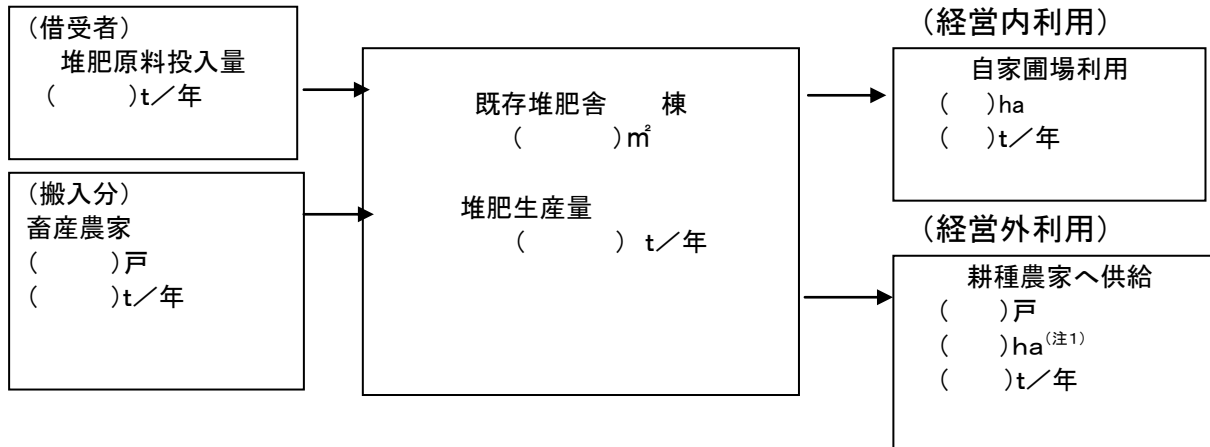 (借受者)
堆肥原料投入量
(　　　)t／年
(搬入分)
畜産農家
(　　　)戸
(　　　)t／年
既存堆肥舎　　棟
(　　　)㎡
堆肥生産量
(　　　) t／年
(経営内利用)
自家圃場利用
(　　)ha
(　　)t／年
(経営外利用)
耕種農家へ供給
(　　)戸
(　　)ha(注1)
(　　)t／年